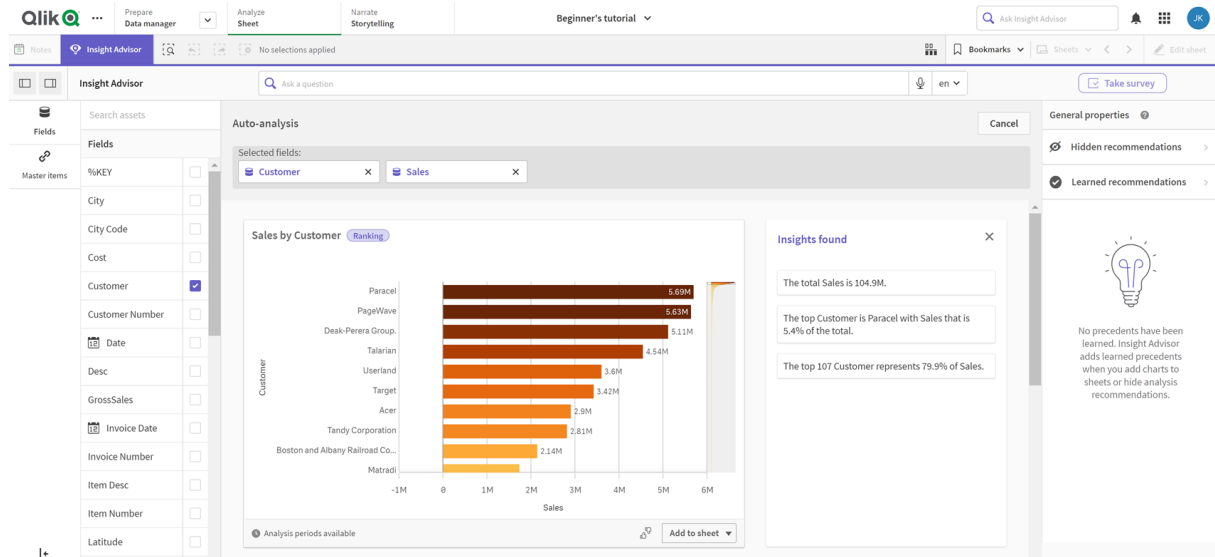 Qlik
Prepare
Data manager
Analyze
Sheet
Narrate
Storytelling
Beginner's tutorial
Ask Insight Advisor
JK
Notes
Insight Advisor
No selections applied
Bookmarks
Sheets
Edit sheet
Insight Advisor
Ask a question
en
Take survey
Fields
Master items
Search assets
Fields
%KEY
City
City Code
Cost
Customer
Customer Number
Date
Desc
GrossSales
Invoice Date
Invoice Number
Item Desc
Item Number
Latitude
Auto-analysis
Cancel
Selected fields:
Customer
Sales
Sales by Customer
Ranking
Customer
Paracel
5.69M
PageWave
5.63M
Deak-Perera Group.
5.11M
Talarian
4.54M
Userland
3.6M
Target
3.42M
Acer
2.9M
Tandy Corporation
2.81M
Boston and Albany Railroad Co...
2.14M
Matradi
-1M 0 1M 2M 3M 4M 5M 6M
Sales
Analysis periods available
Add to sheet
Insights found
The total Sales is 104.9M.
The top Customer is Paracel with Sales that is
5.4% of the total.
The top 107 Customer represents 79.9% of Sales.
General properties
Hidden recommendations
Learned recommendations
No precedents have been
learned. Insight Advisor
adds learned precedents
when you add charts to
sheets or hide analysis
recommendations.